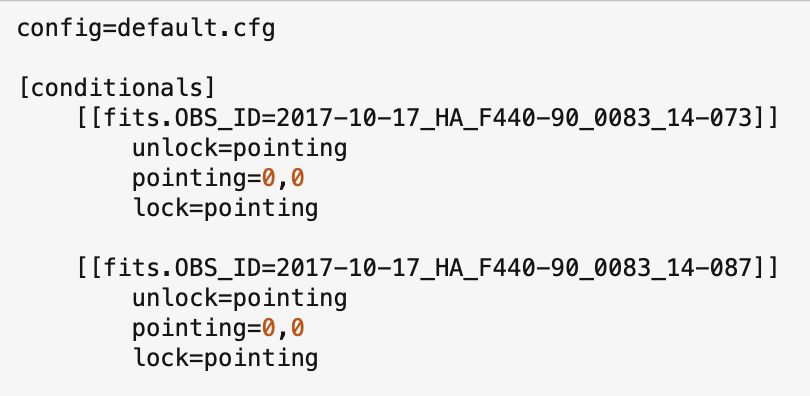 config=default.cfg
[conditionals]
[[fits.OBS_ID=2017-10-17_HA_F440-90_0083_14-073]]
unlock=pointing
pointing=0,0
lock=pointing
[[fits.OBS_ID=2017-10-17_HA_F440-90_0083_14-087]]
unlock=pointing
pointing=0,0
lock=pointing